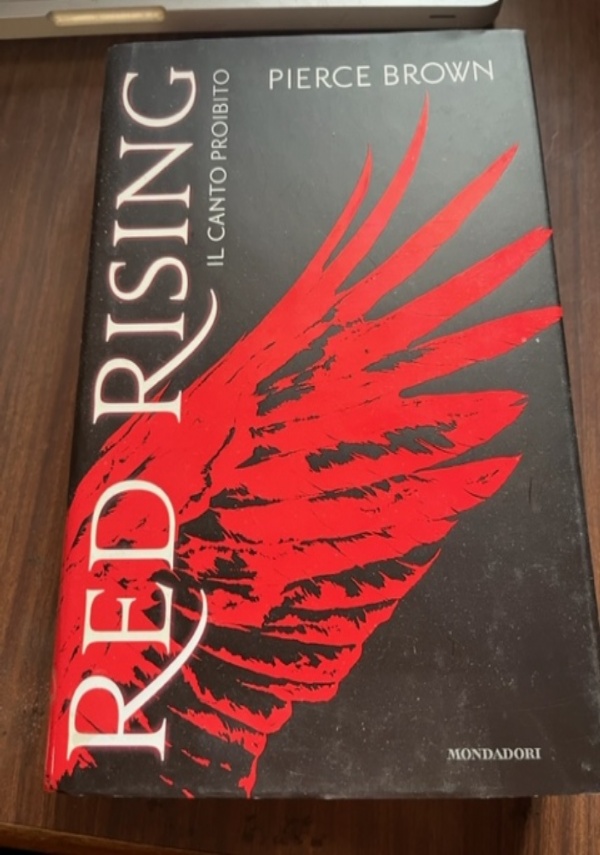 PIERCE BROWN
RED RISING
IL CANTO PROIBITO
MONDADORI